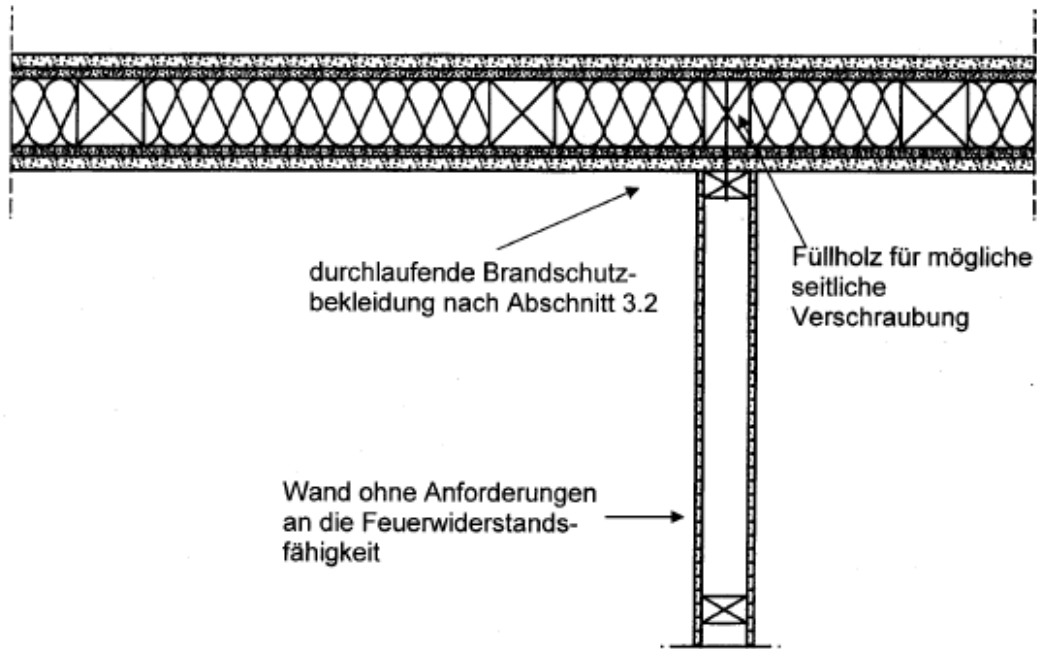 durchlaufende Brandschutz-
bekleidung nach Abschnitt 3.2
Füllholz für mögliche
seitliche
Verschraubung
Wand ohne Anforderungen
an die Feuerwiderstands-
fähigkeit